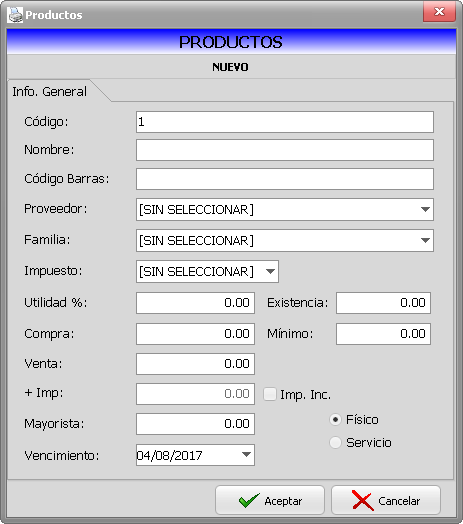 Productos
PRODUCTOS
NUEVO
Info. General
Código: 1
Nombre:
Código Barras:
Proveedor: [SIN SELECCIONAR]
Familia: [SIN SELECCIONAR]
Impuesto: [SIN SELECCIONAR]
Utilidad %: 0.00 Existencia: 0.00
Compra: 0.00 Mínimo: 0.00
Venta: 0.00
+ Imp: 0.00 Imp. Inc.
Mayorista: 0.00 Físico
Servicio
Vencimiento: 04/08/2017
Aceptar Cancelar